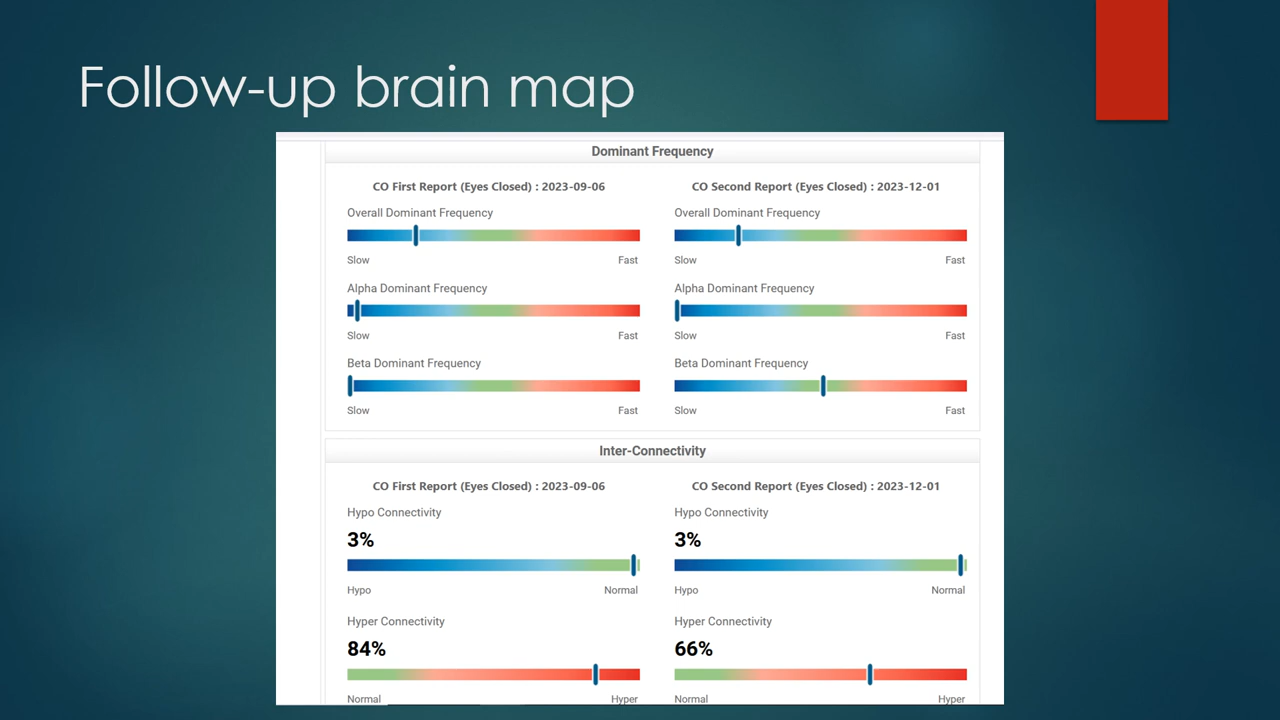 Follow-up brain map
Dominant Frequency
CO First Report (Eyes Closed) : 2023-09-06
CO Second Report (Eyes Closed) : 2023-12-01
Overall Dominant Frequency
Overall Dominant Frequency
Slow Fast
Slow Fast
Alpha Dominant Frequency
Alpha Dominant Frequency
Slow Fast
Slow Fast
Beta Dominant Frequency
Beta Dominant Frequency
Slow Fast
Slow Fast
Inter-Connectivity
CO First Report (Eyes Closed) : 2023-09-06
CO Second Report (Eyes Closed) : 2023-12-01
Hypo Connectivity
Hypo Connectivity
3%
3%
Hypo Normal
Hypo Normal
Hyper Connectivity
Hyper Connectivity
84%
66%
Normal Hyper
Normal Hyper